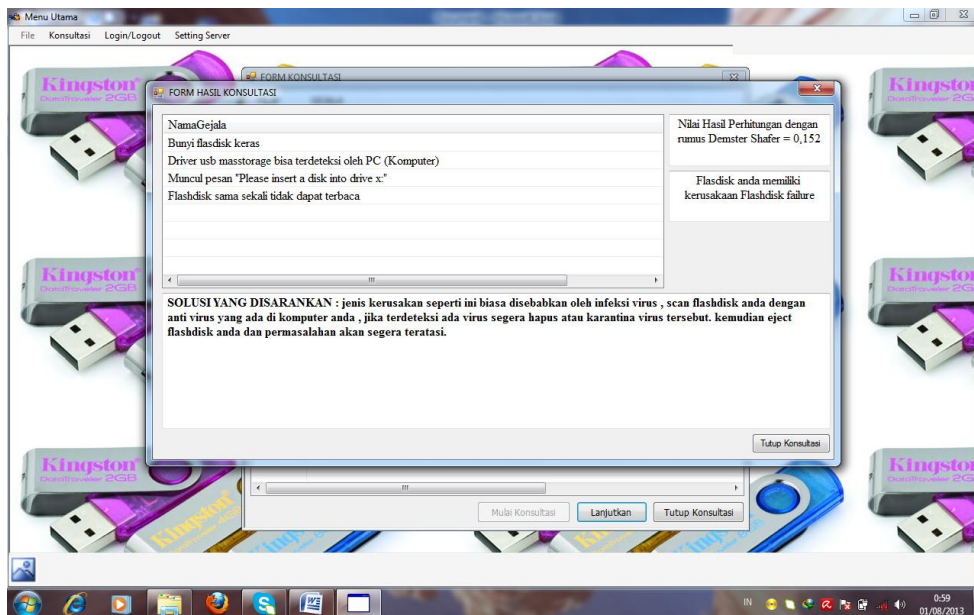 Menu Utama
File Konsultasi Login/Logout Setting Server
Kingston
DataTraveler 2GB
FORM KONSULTASI
Kingston
FORM HASIL KONSULTASI
NamaGejala
Bunyi flasdisk keras
Driver usb masstorage bisa terdeteksi oleh PC (Komputer)
Muncul pesan "Please insert a disk into drive x:"
Flashdisk sama sekali tidak dapat terbaca
Nilai Hasil Perhitungan dengan
rumus Demster Shafer = 0,152
Flasdisk anda memiliki
kerusakaan Flashdisk failure
Kingston
DataTraveler 2GB
Kingston
SOLUSI YANG DISARANKAN : jenis kerusakan seperti ini biasa disebabkan oleh infeksi virus , scan flashdisk anda dengan
anti virus yang ada di komputer anda , jika terdeteksi ada virus segera hapus atau karantina virus tersebut. kemudian eject
flashdisk anda dan permasalahan akan segera teratasi.
Tutup Konsultasi
Kingston
DataTraveler 2GB
Kingston
Mulai Konsultasi Lanjutkan Tutup Konsultasi
Kingston
IN
0:59
01/08/2013